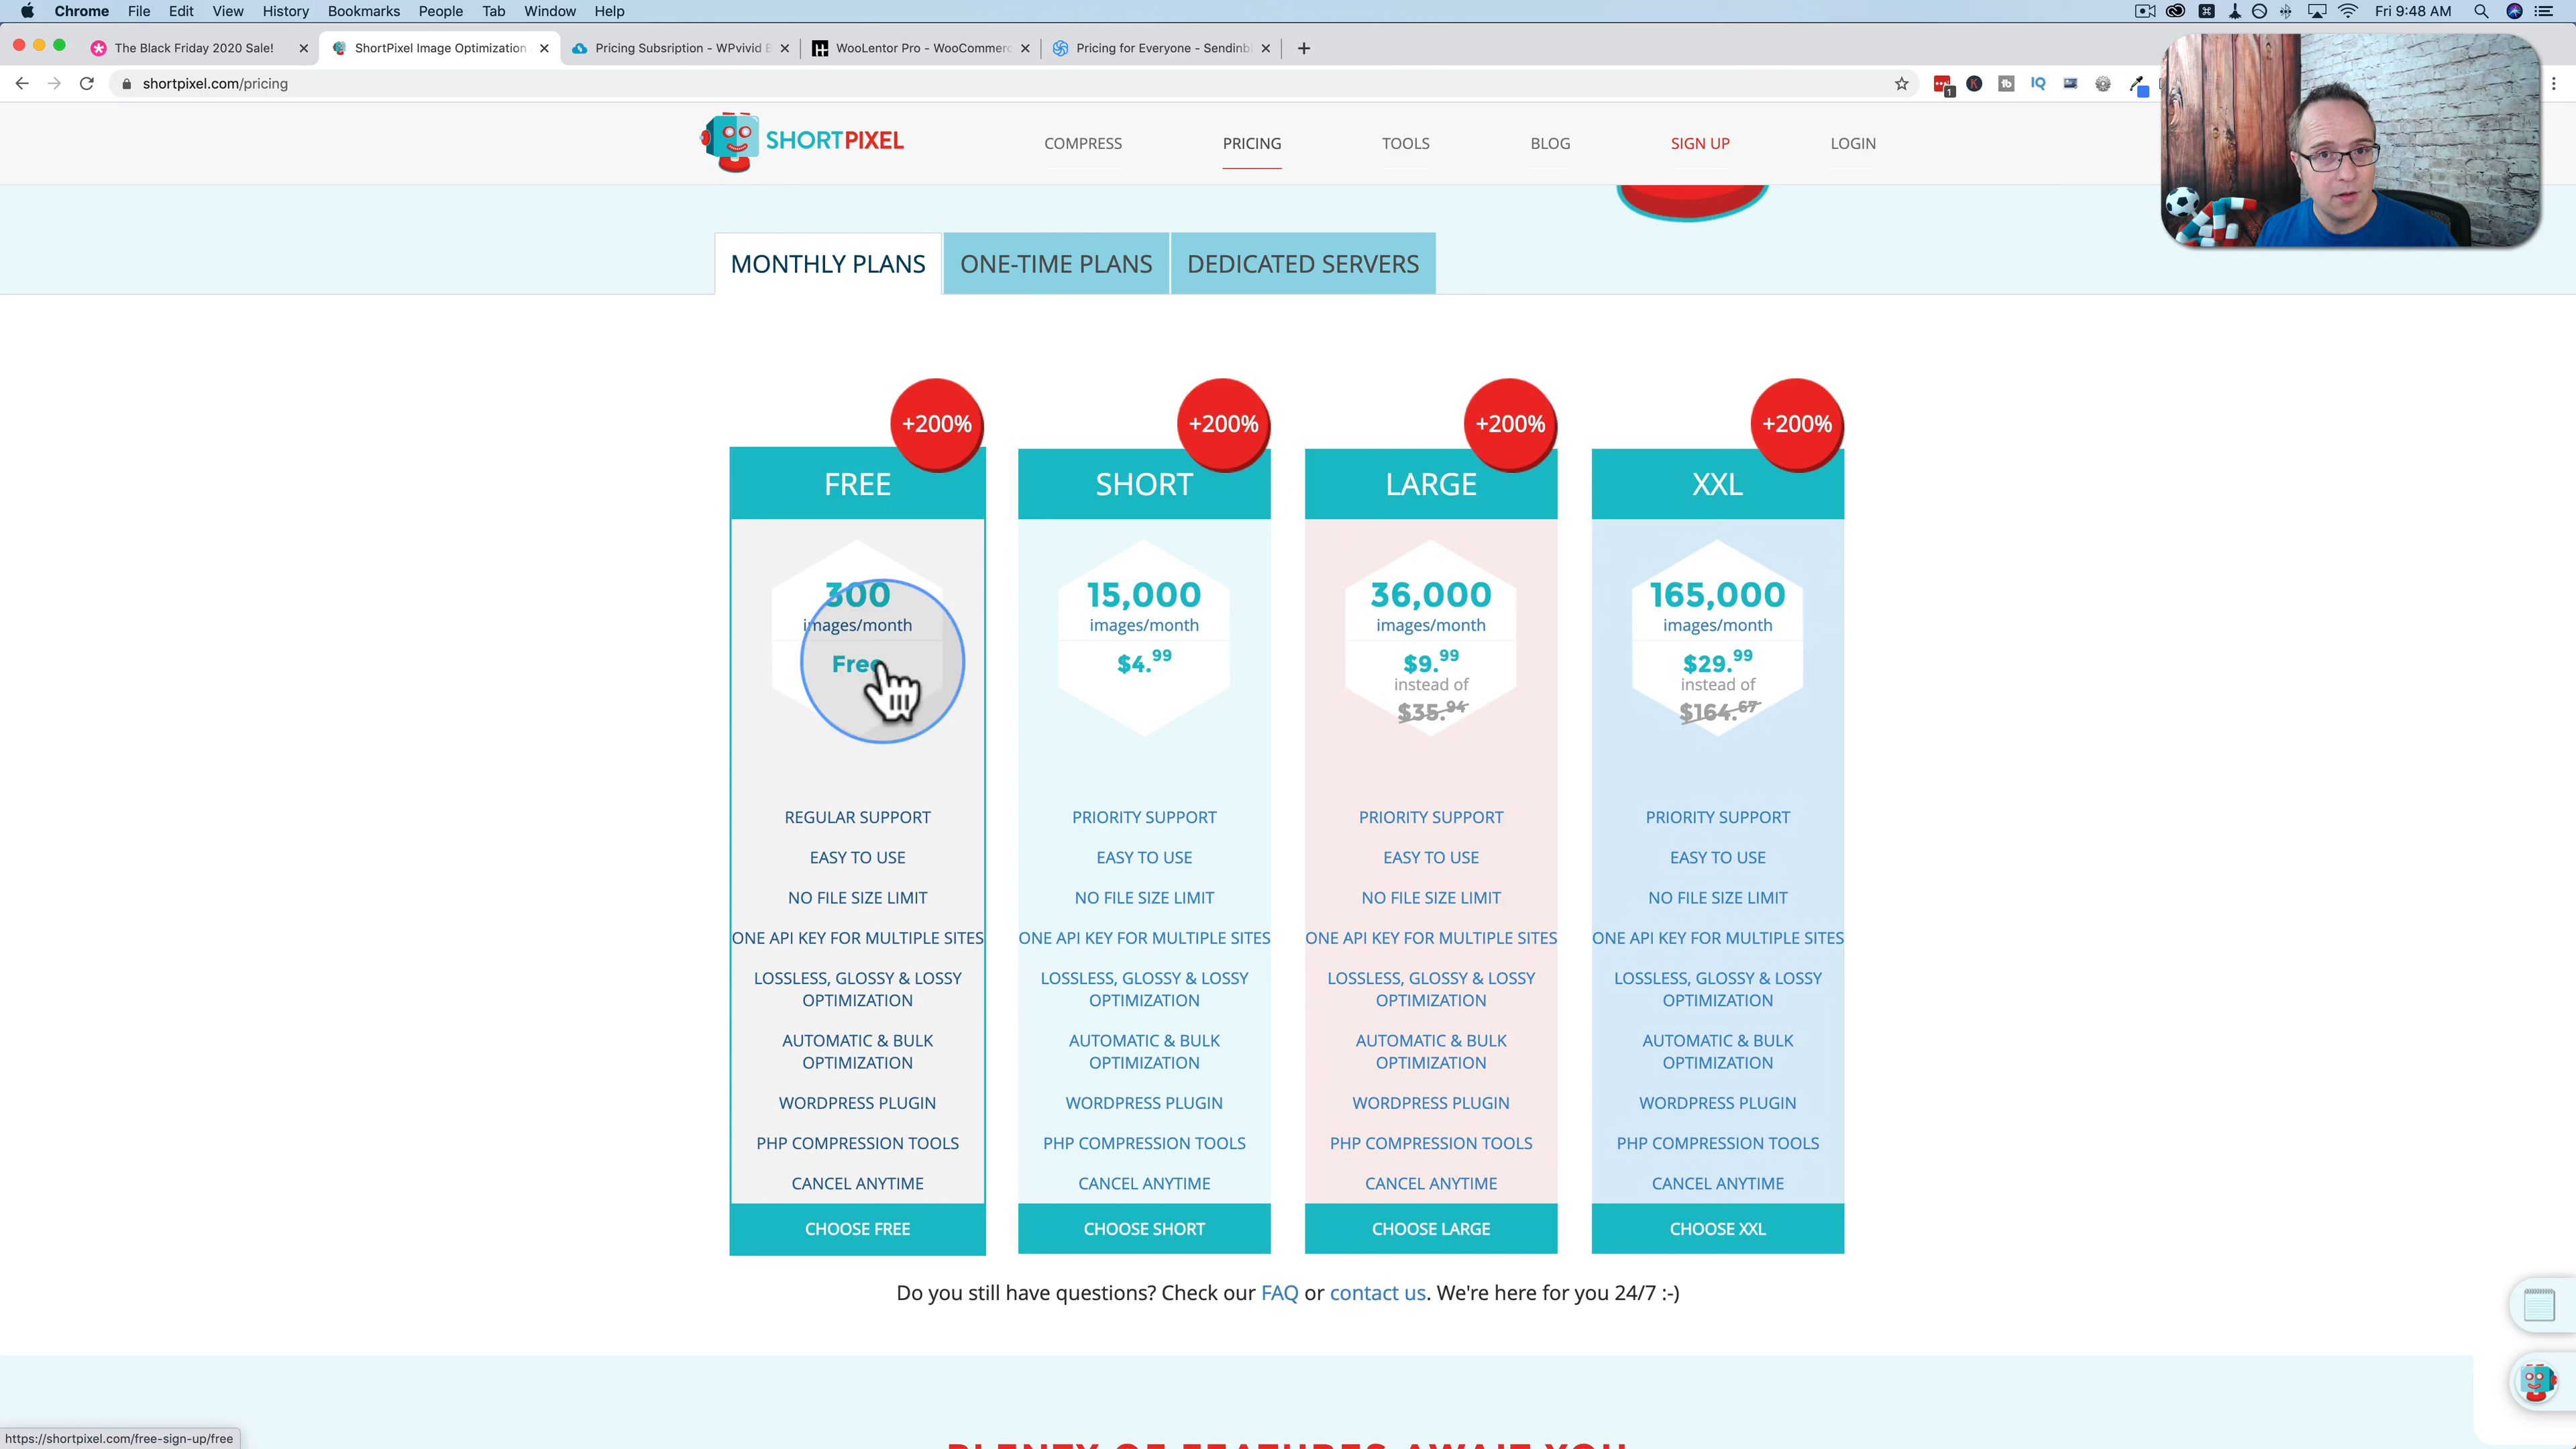 Chrome File Edit View History Bookmarks People Tab Window Help Fri 9:48 AM
The Black Friday 2020 Sale! ShortPixel Image Optimization Pricing Subsription - WPvivid WooLentor Pro - WooCommerc Pricing for Everyone - Sendinb
shortpixel.com/pricing
1
IQ
SHORTPIXEL COMPRESS PRICING TOOLS BLOG SIGN UP LOGIN
MONTHLY PLANS ONE-TIME PLANS DEDICATED SERVERS
+200% +200% +200% +200%
FREE SHORT LARGE XXL
300 15,000 36,000 165,000
images/month images/month images/month images/month
Free $4.99 $9.99 $29.99
instead of instead of
$35.94 $164.67
REGULAR SUPPORT PRIORITY SUPPORT PRIORITY SUPPORT PRIORITY SUPPORT
EASY TO USE EASY TO USE EASY TO USE EASY TO USE
NO FILE SIZE LIMIT NO FILE SIZE LIMIT NO FILE SIZE LIMIT NO FILE SIZE LIMIT
ONE API KEY FOR MULTIPLE SITES ONE API KEY FOR MULTIPLE SITES ONE API KEY FOR MULTIPLE SITES ONE API KEY FOR MULTIPLE SITES
LOSSLESS, GLOSSY & LOSSY LOSSLESS, GLOSSY & LOSSY LOSSLESS, GLOSSY & LOSSY LOSSLESS, GLOSSY & LOSSY
OPTIMIZATION OPTIMIZATION OPTIMIZATION OPTIMIZATION
AUTOMATIC & BULK AUTOMATIC & BULK AUTOMATIC & BULK AUTOMATIC & BULK
OPTIMIZATION OPTIMIZATION OPTIMIZATION OPTIMIZATION
WORDPRESS PLUGIN WORDPRESS PLUGIN WORDPRESS PLUGIN WORDPRESS PLUGIN
PHP COMPRESSION TOOLS PHP COMPRESSION TOOLS PHP COMPRESSION TOOLS PHP COMPRESSION TOOLS
CANCEL ANYTIME CANCEL ANYTIME CANCEL ANYTIME CANCEL ANYTIME
CHOOSE FREE CHOOSE SHORT CHOOSE LARGE CHOOSE XXL
Do you still have questions? Check our FAQ or contact us. We're here for you 24/7 :-)
https://shortpixel.com/free-sign-up/free
PLENTY OF FEATURES AWAIT YOU